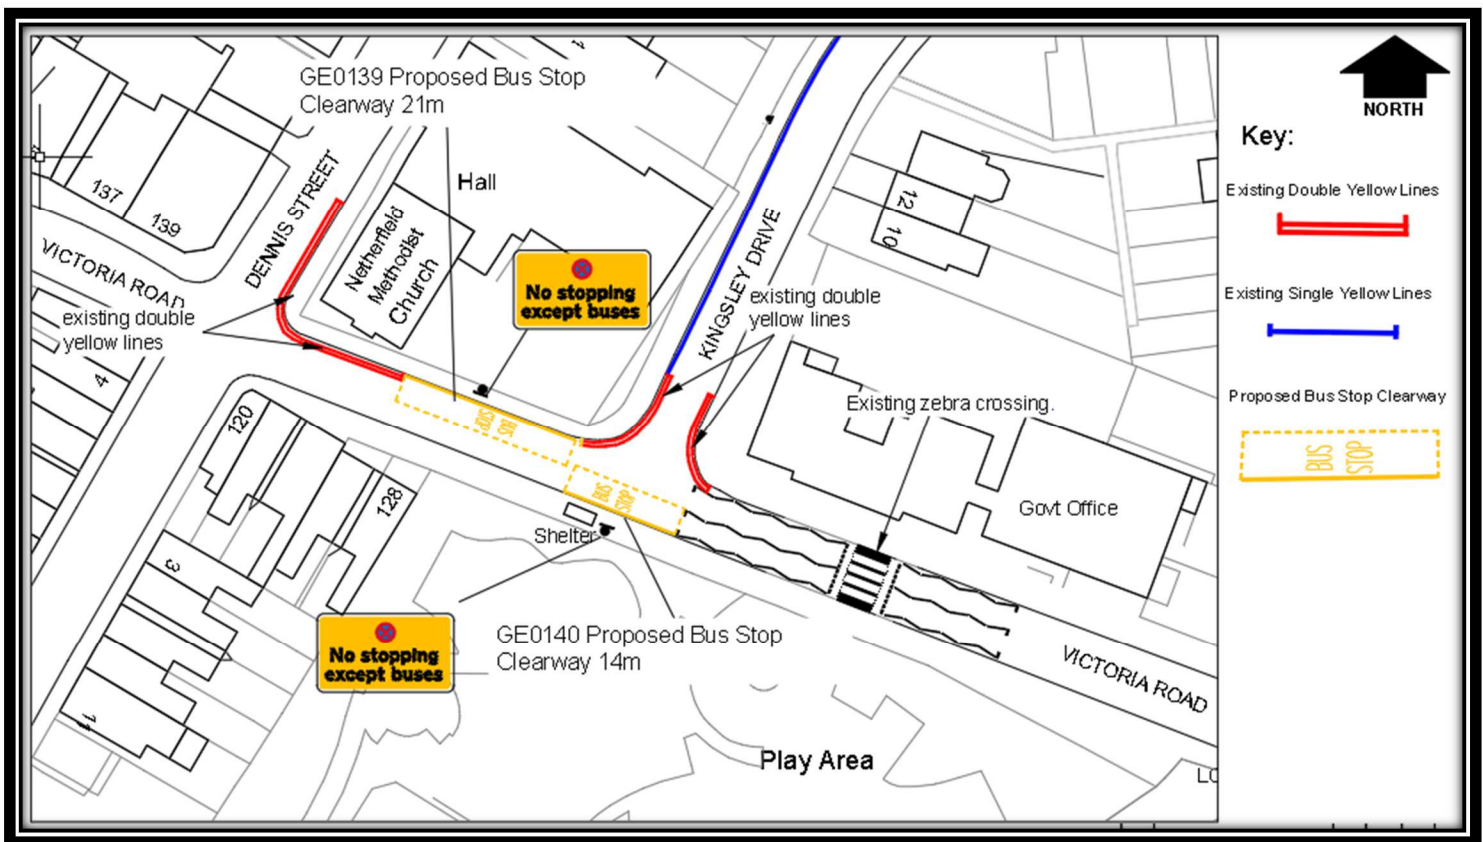 GE0139 Proposed Bus Stop
Clearway 21m
NORTH
Key:
Existing Double Yellow Lines
Existing Single Yellow Lines
Proposed Bus Stop Clearway
BUS
STOP
137
139
VICTORIA ROAD
DENNIS STREET
Hall
Netherfield
Methodist
Church
No stopping
except buses
KINGSLEY DRIVE
12
10
existing double
yellow lines
existing double
yellow lines
4
120
128
3
11
BUS
STOP
BUS
STOP
Existing zebra crossing.
Govt Office
Shelter
No stopping
except buses
GE0140 Proposed Bus Stop
Clearway 14m
VICTORIA ROAD
Play Area